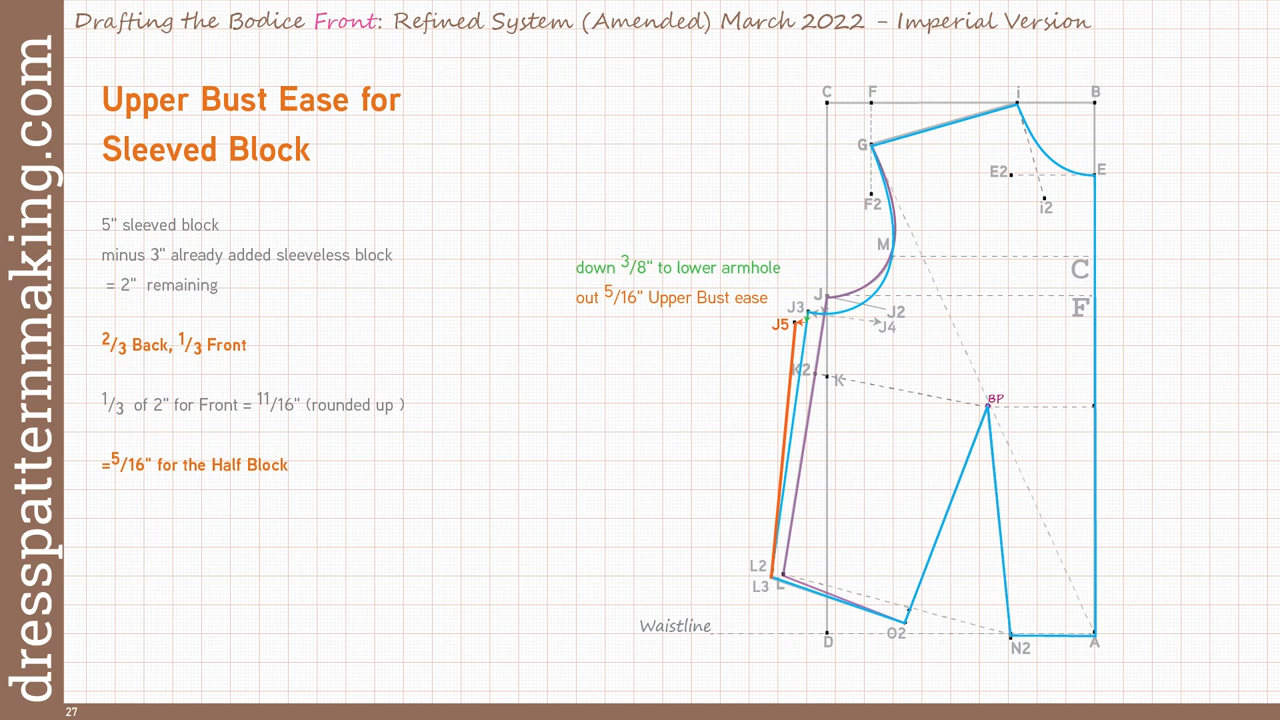 Drafting the Bodice Front: Refined System (Amended) March 2022 - Imperial Version
dresspatternmaking.com
Upper Bust Ease for
Sleeved Block
5" sleeved block
minus 3" already added sleeveless block
= 2" remaining
2/3 Back, 1/3 Front
1/3 of 2" for Front = 11/16" (rounded up )
=5/16" for the Half Block
down 3/8" to lower armhole
out 5/16" Upper Bust ease
C
F
i
B
G
E2
E
F2
i2
M
C
J
F
J3
J2
J5
J4
K2
K
BP
L2
L3
L
Waistline
O2
D
N2
A
27